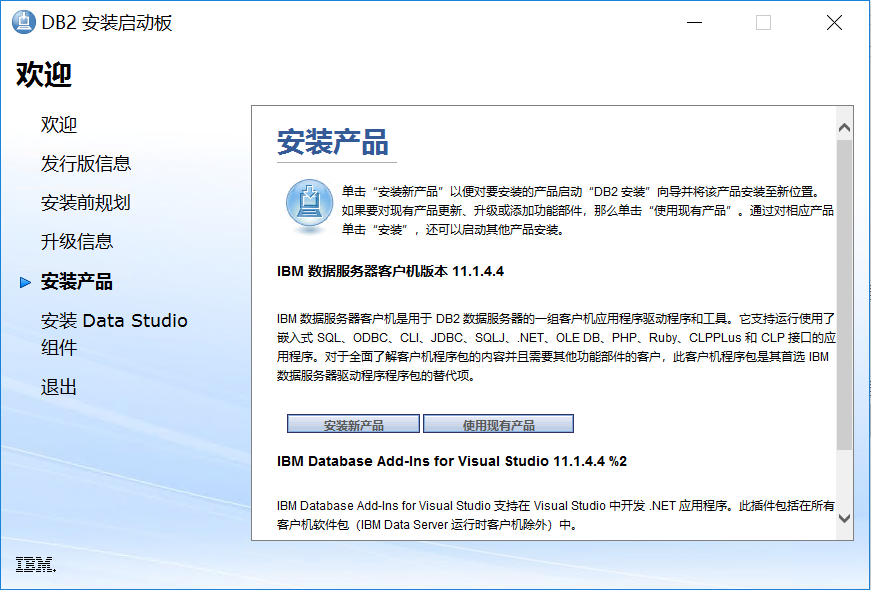 DB2 安装启动板
欢迎
欢迎
发行版信息
安装前规划
升级信息
安装产品
安装 Data Studio
组件
退出
安装产品
单击“安装新产品”以便对要安装的产品启动“DB2 安装”向导并将该产品安装至新位置。
如果要对现有产品更新、升级或添加功能部件，那么单击“使用现有产品”。通过对相应产品
单击“安装”，还可以启动其他产品安装。
IBM 数据服务器客户机版本 11.1.4.4
IBM 数据服务器客户机是用于 DB2 数据服务器的一组客户机应用程序驱动程序和工具。它支持运行使用了
嵌入式 SQL、ODBC、CLI、JDBC、SQLJ、.NET、OLE DB、PHP、Ruby、CLPPLus 和 CLP 接口的应
用程序。对于全面了解客户机程序包的内容并且需要其他功能部件的客户，此客户机程序包是其首选 IBM
数据服务器驱动程序程序包的替代项。
安装新产品 使用现有产品
IBM Database Add-Ins for Visual Studio 11.1.4.4 %2
IBM Database Add-Ins for Visual Studio 支持在 Visual Studio 中开发 .NET 应用程序。此插件包括在所有
客户机软件包（IBM Data Server 运行时客户机除外）中。
IBM.